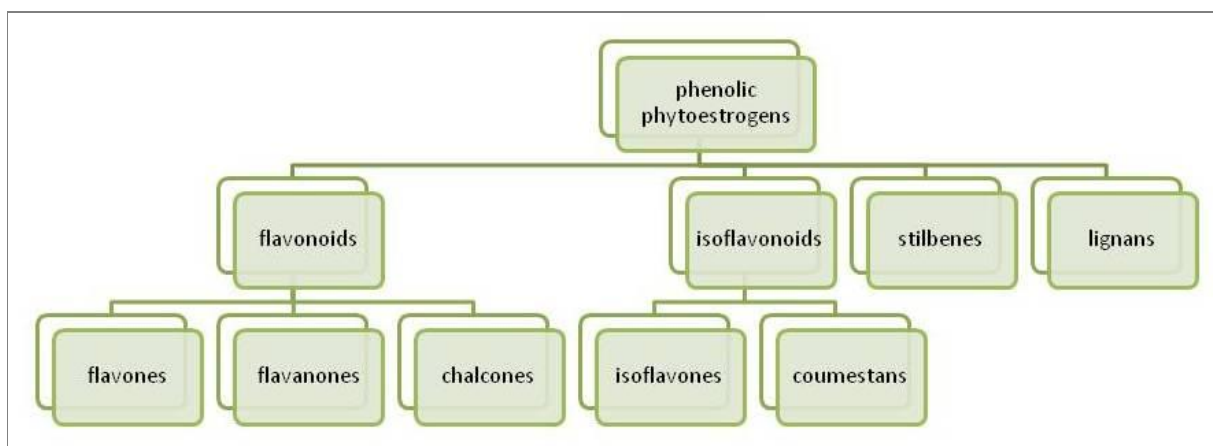 phenolic
phytoestrogens
flavonoids
isoflavonoids
stilbenes
lignans
flavones
flavanones
chalcones
isoflavones
coumestans